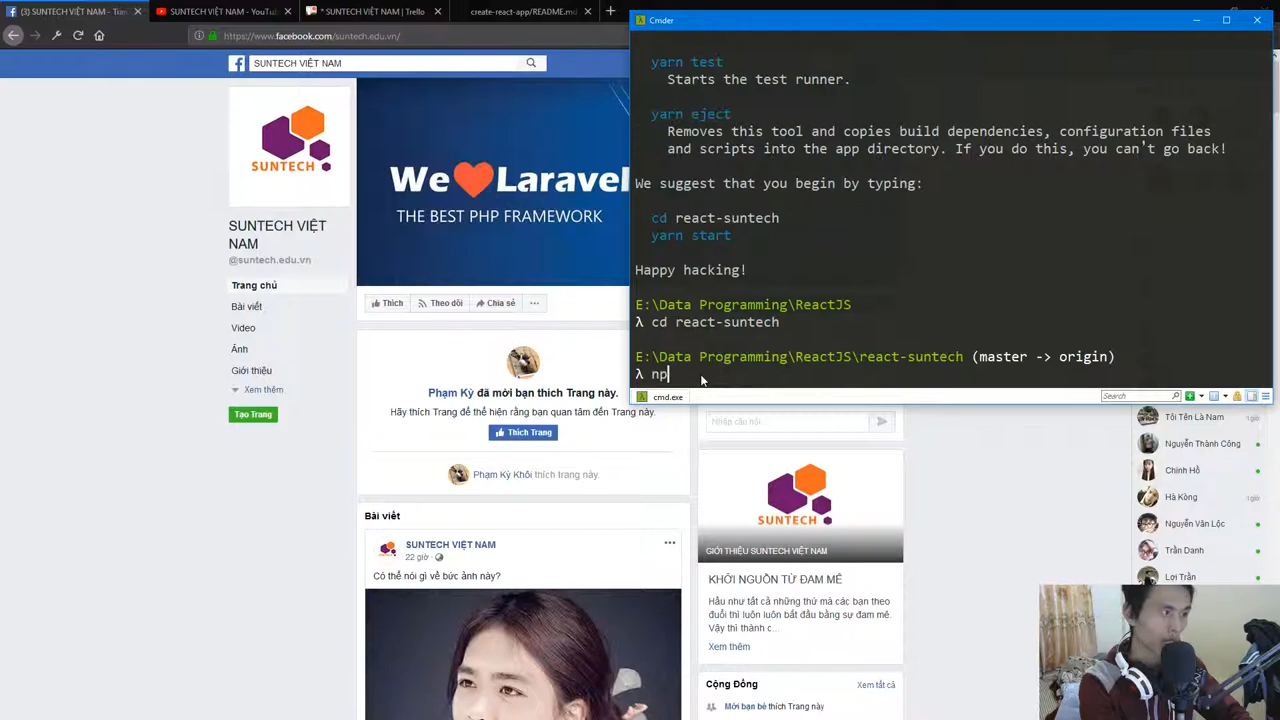 (3) SUNTECH VIỆT NAM - Tran
SUNTECH VIỆT NAM - YouTu
* SUNTECH VIỆT NAM | Trello
create-react-app/README.md
https://www.facebook.com/suntech.edu.vn/
SUNTECH VIỆT NAM
SUNTECH
SUNTECH VIỆT
NAM
@suntech.edu.vn
Trang chủ
Bài viết
Video
Ảnh
Giới thiệu
Xem thêm
Tạo Trang
We Laravel
THE BEST PHP FRAMEWORK
Thích
Theo dõi
Chia sẻ
Phạm Kỳ đã mời bạn thích Trang này.
Hãy thích Trang để thể hiện rằng bạn quan tâm đến Trang này.
Thích Trang
Phạm Kỳ Khôi thích trang này.
Bài viết
SUNTECH VIỆT NAM
22 giờ
Có thể nói gì về bức ảnh này?
Cmder
yarn test
Starts the test runner.
yarn eject
Removes this tool and copies build dependencies, configuration files
and scripts into the app directory. If you do this, you can't go back!
We suggest that you begin by typing:
cd react-suntech
yarn start
Happy hacking!
E:\Data Programming\ReactJS
λ cd react-suntech
E:\Data Programming\ReactJS\react-suntech (master -> origin)
λ np
cmd.exe
Search
Nhập câu hỏi...
SUNTECH
GIỚI THIỆU SUNTECH VIỆT NAM
KHỞI NGUỒN TỪ ĐAM MÊ
Hầu như tất cả những thứ mà các bạn theo
đuổi thì luôn luôn bắt đầu bằng sự đam mê.
Vậy thì thành c...
Xem thêm
Cộng Đồng
Xem tất cả
Mời bạn bè thích Trang này
Tôi Tên Là Nam
1 giờ
Nguyễn Thành Công
Chính Hồ
Hà Kòng
1 giờ
Nguyễn Văn Lộc
Trần Danh
Lợi Trần